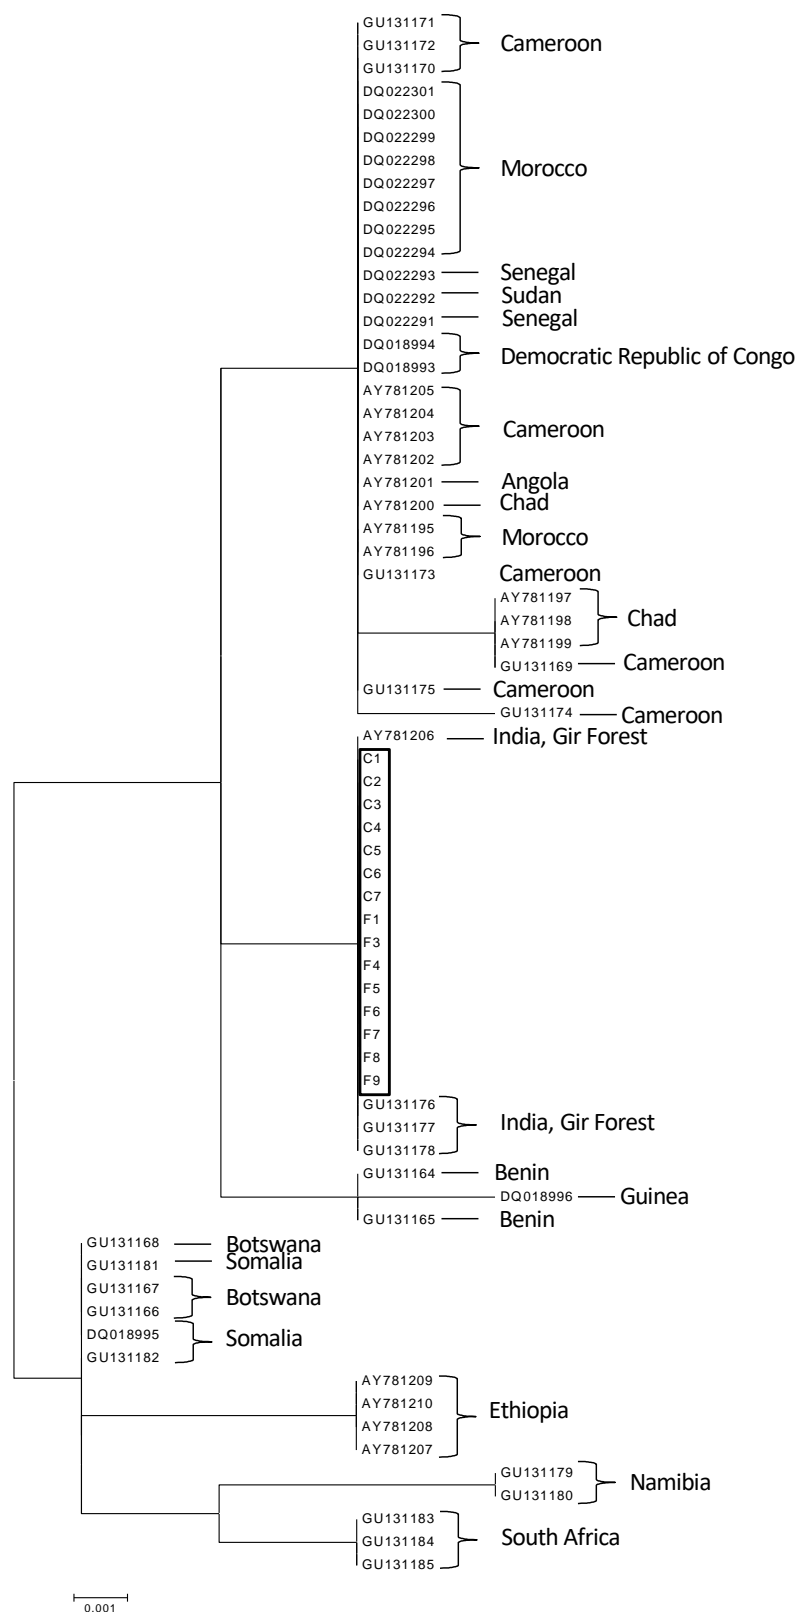 GU131171
GU131172 Cameroon
GU131170
DQ022301
DQ022300
DQ022299
DQ022298 Morocco
DQ022297
DQ022296
DQ022295
DQ022294
DQ022293 Senegal
DQ022292 Sudan
DQ022291 Senegal
DQ018994 Democratic Republic of Congo
DQ018993
AY781205
AY781204 Cameroon
AY781203
AY781202
AY781201 Angola
AY781200 Chad
AY781195 Morocco
AY781196
GU131173 Cameroon
AY781197
AY781198 Chad
AY781199
GU131169 Cameroon
GU131175 Cameroon
GU131174 Cameroon
AY781206 India, Gir Forest
C1
C2
C3
C4
C5
C6
C7
F1
F3
F4
F5
F6
F7
F8
F9
GU131176
GU131177 India, Gir Forest
GU131178
GU131164 Benin
DQ018996 Guinea
GU131165 Benin
GU131168 Botswana
GU131181 Somalia
GU131167 Botswana
GU131166
DQ018995 Somalia
GU131182
AY781209
AY781210 Ethiopia
AY781208
AY781207
GU131179 Namibia
GU131180
GU131183
GU131184 South Africa
GU131185
0.001